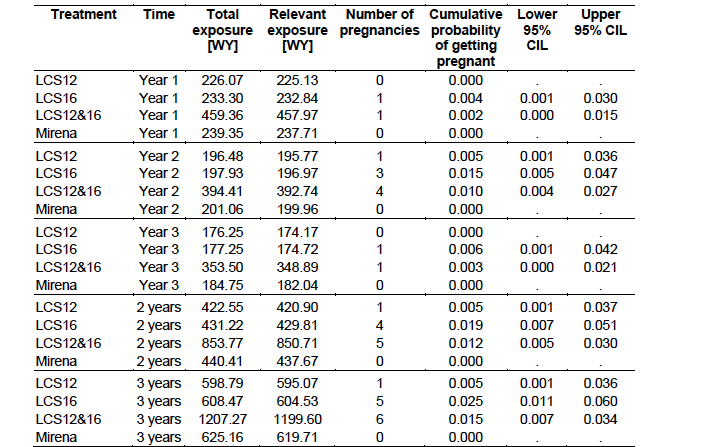 Treatment Time Total Relevant Number of Cumulative Lower Upper
exposure exposure pregnancies probability 95% 95% CIL
[WY] [WY] of getting CIL
pregnant
LCS12 Year 1 226.07 225.13 0 0.000 . .
LCS16 Year 1 233.30 232.84 1 0.004 0.001 0.030
LCS12&16 Year 1 459.36 457.97 1 0.002 0.000 0.015
Mirena Year 1 239.35 237.71 0 0.000 . .
LCS12 Year 2 196.48 195.77 1 0.005 0.001 0.036
LCS16 Year 2 197.93 196.97 3 0.015 0.005 0.047
LCS12&16 Year 2 394.41 392.74 4 0.010 0.004 0.027
Mirena Year 2 201.06 199.96 0 0.000 . .
LCS12 Year 3 176.25 174.17 0 0.000 . .
LCS16 Year 3 177.25 174.72 1 0.006 0.001 0.042
LCS12&16 Year 3 353.50 348.89 1 0.003 0.000 0.021
Mirena Year 3 184.75 182.04 0 0.000 . .
LCS12 2 years 422.55 420.90 1 0.005 0.001 0.037
LCS16 2 years 431.22 429.81 4 0.019 0.007 0.051
LCS12&16 2 years 853.77 850.71 5 0.012 0.005 0.030
Mirena 2 years 440.41 437.67 0 0.000 . .
LCS12 3 years 598.79 595.07 1 0.005 0.001 0.036
LCS16 3 years 608.47 604.53 5 0.025 0.011 0.060
LCS12&16 3 years 1207.27 1199.60 6 0.015 0.007 0.034
Mirena 3 years 625.16 619.71 0 0.000 . .